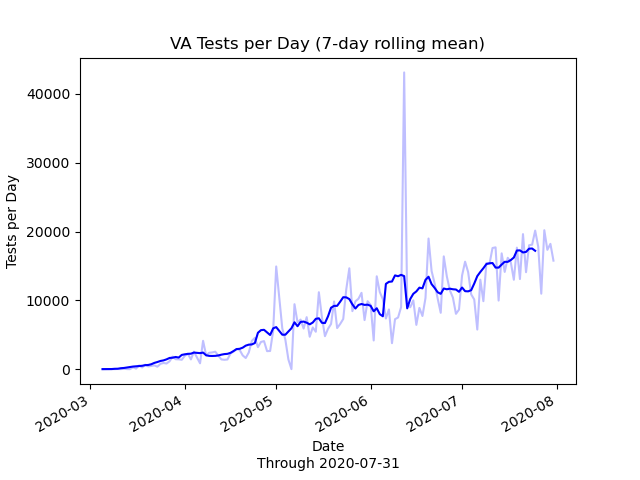 VA Tests per Day (7-day rolling mean)
40000
30000
20000
10000
0
Tests per Day
2020-03
2020-04
2020-05
2020-06
2020-07
2020-08
Date
Through 2020-07-31